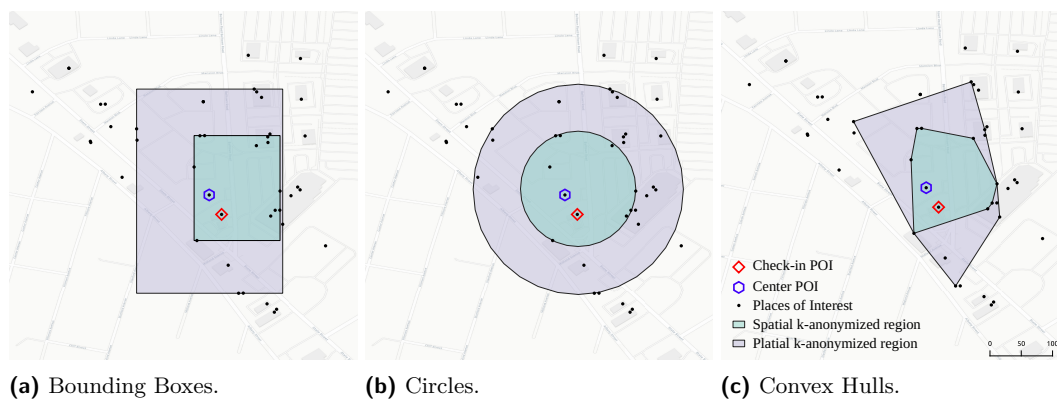 Check-in POI
Center POI
Places of Interest
Spatial k-anonymized region
Platial k-anonymized region
0 50 100
(a) Bounding Boxes.
(b) Circles.
(c) Convex Hulls.